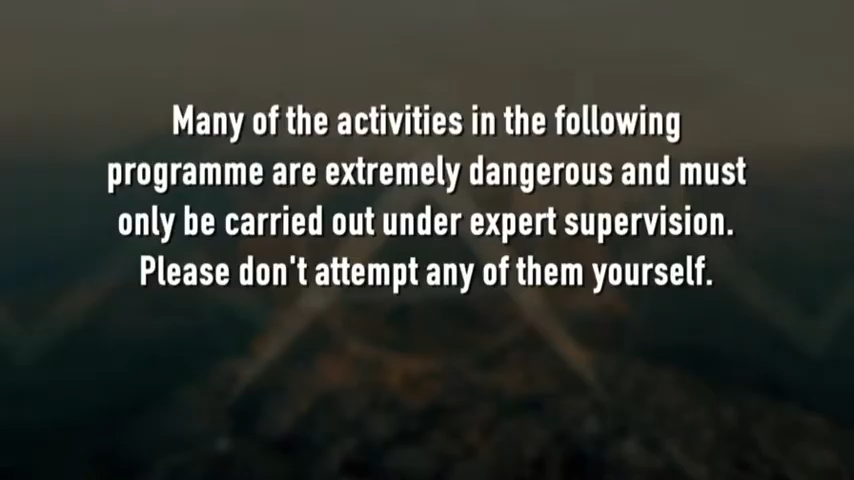 Many of the activities in the following
programme are extremely dangerous and must
only be carried out under expert supervision.
Please don't attempt any of them yourself.